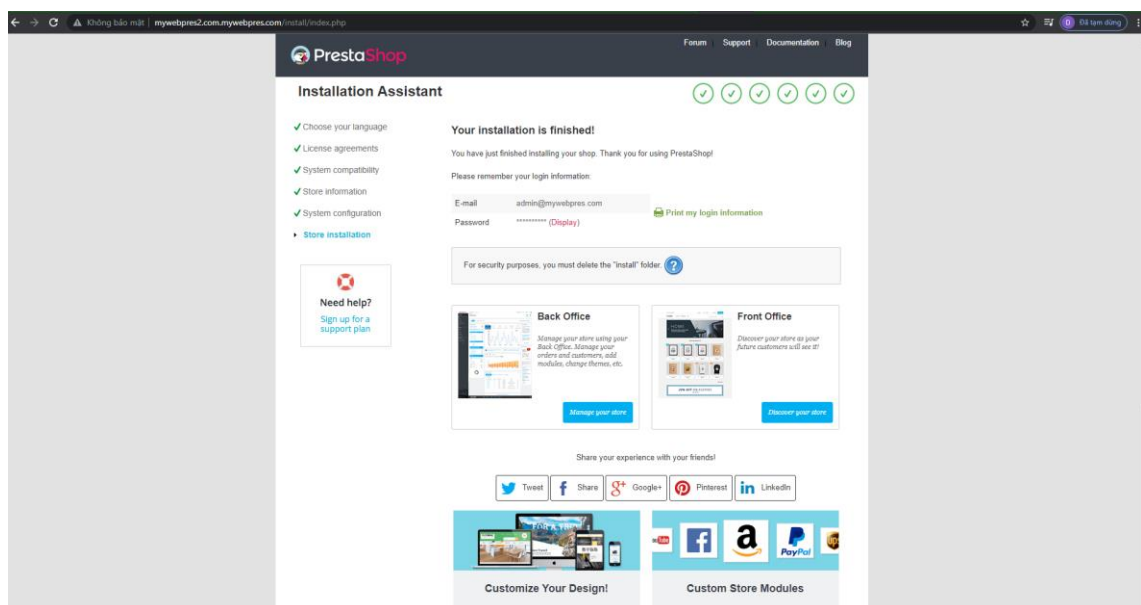 Không bảo mật | mywebpres2.com.mywebpres.com/install/index.php
Đã tạm dừng
PrestaShop
Forum Support Documentation Blog
Installation Assistant
Choose your language
License agreements
System compatibility
Store information
System configuration
Store installation
Need help?
Sign up for a
support plan
Your installation is finished!
You have just finished installing your shop. Thank you for using PrestaShop!
Please remember your login information:
E-mail admin@mywebpres.com
Password ********** (Display)
Print my login information
For security purposes, you must delete the "install" folder.
Back Office
Manage your store using your
Back Office. Manage your
orders and customers, add
modules, change themes, etc.
Manage your store
Front Office
Discover your store as your
future customers will see it!
Discover your store
Share your experience with your friends!
Tweet Share Google+ Pinterest LinkedIn
PayPal
Customize Your Design!
Custom Store Modules